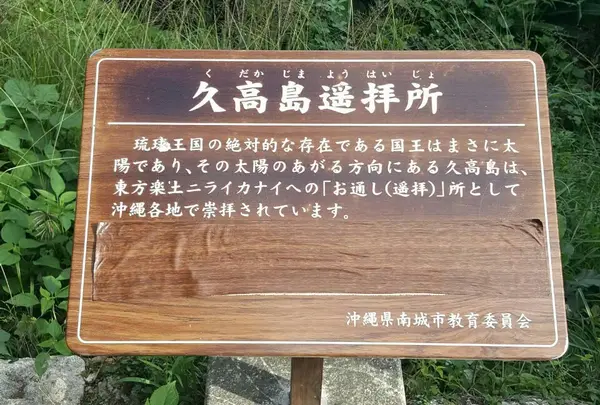 く だか じま よう はい じょ
久高島遥拝所
琉球王国の絶対的な存在である国王はまさに太
陽であり、その太陽のあがる方向にある久高島は、
東方楽土ニライカナイへの「お通し(遥拝)」所として
沖縄各地で崇拝されています。
沖縄県南城市教育委員会